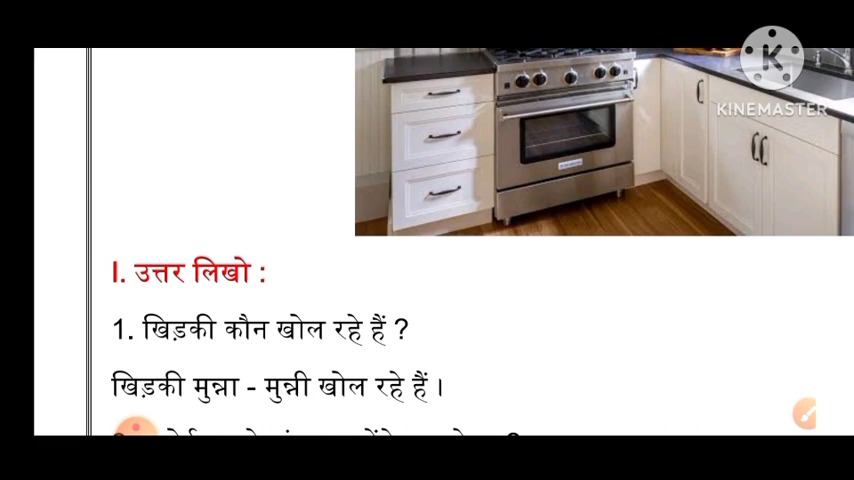 KINEMASTER
I. उत्तर लिखो :
1. खिड़की कौन खोल रहे हैं ?
खिड़की मुन्ना - मुन्नी खोल रहे हैं ।